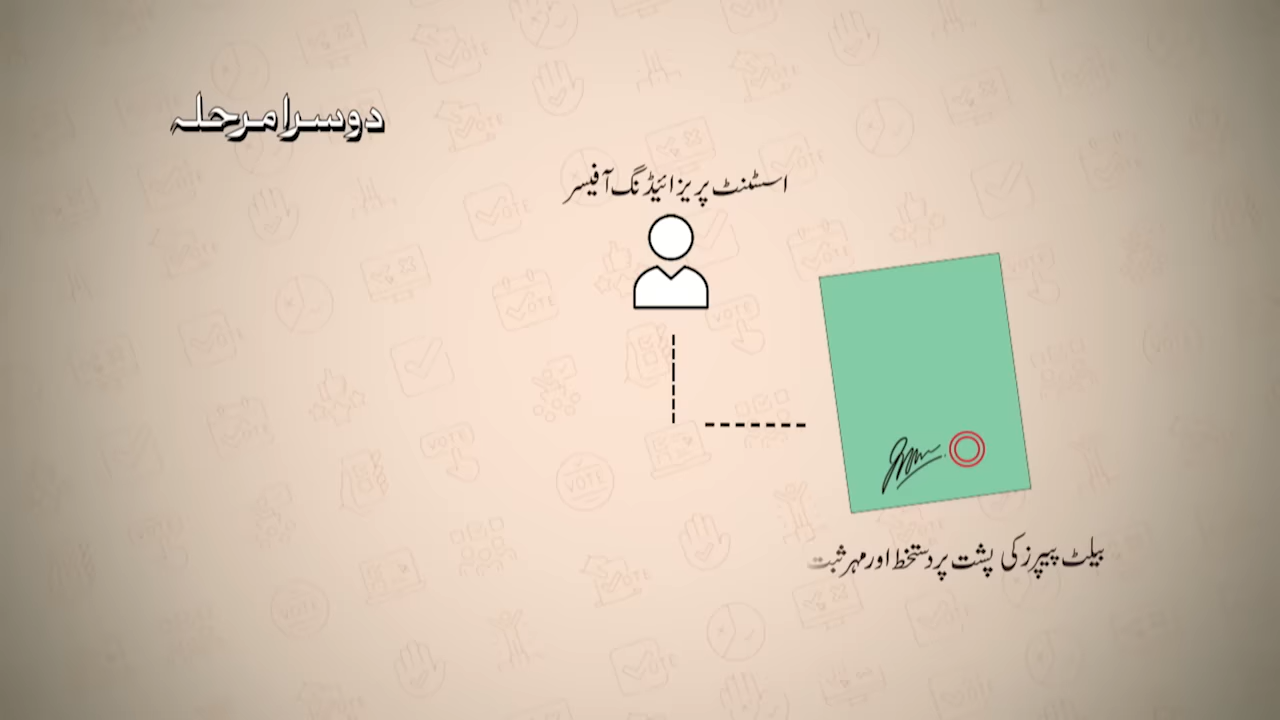 دوسرا مرحلہ
اسسٹنٹ پریزائیڈنگ آفیسر
بیلٹ پیپرز کی پشت پر دستخط اور مہر ثبت